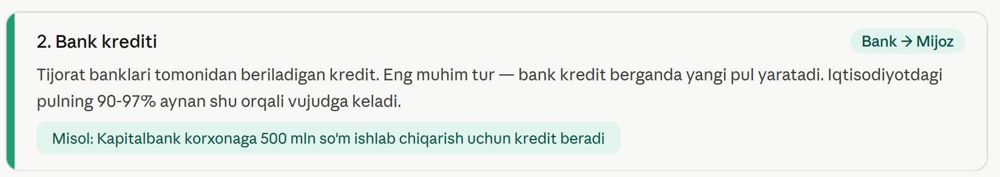 2. Bank krediti
Bank → Mijoz
Tijorat banklari tomonidan beriladigan kredit. Eng muhim tur — bank kredit berganda yangi pul yaratadi. Iqtisodiyotdagi
pulning 90-97% aynan shu orqali vujudga keladi.
Misol: Kapitalbank korxonaga 500 mln so'm ishlab chiqarish uchun kredit beradi